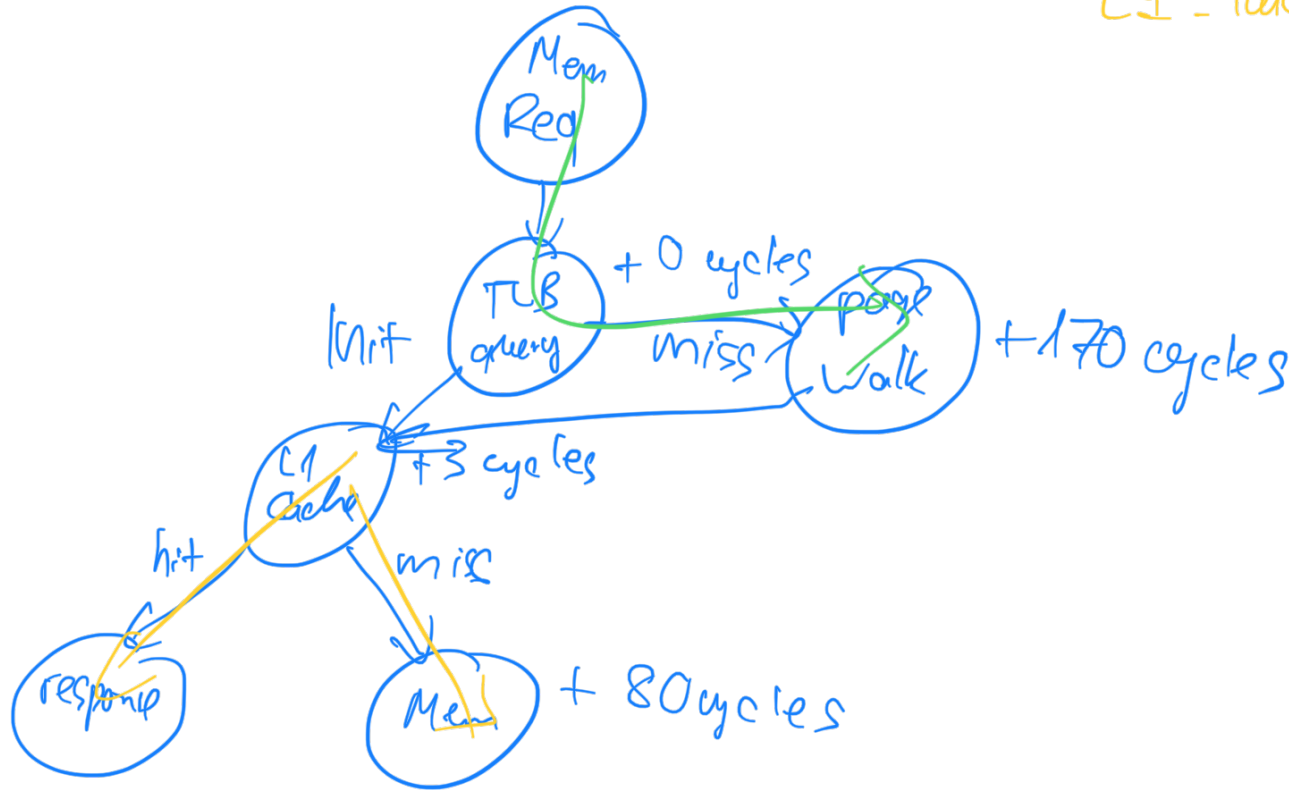 Mem
Req
TLB
query
+ 0 cycles
hit
miss
page
walk
+170 cycles
L1
Cache
+3 cycles
hit
miss
response
Mem
+ 80 cycles